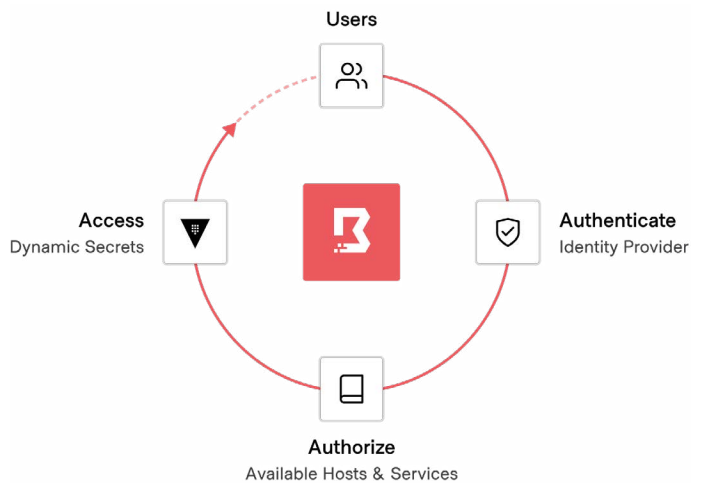 Users
Access
Dynamic Secrets
Authenticate
Identity Provider
Authorize
Available Hosts & Services